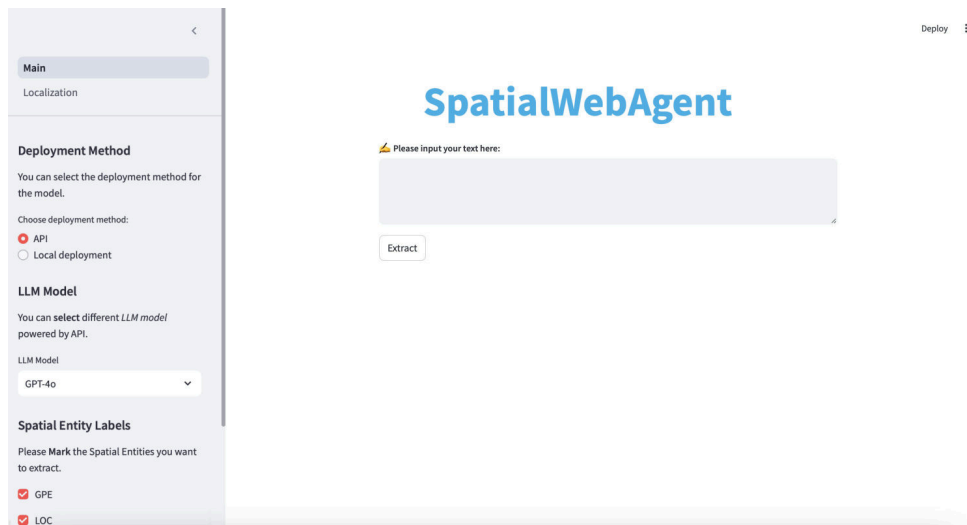 Main
Localization
Deployment Method
You can select the deployment method for
the model.
Choose deployment method:
API
Local deployment
LLM Model
You can select different LLM model
powered by API.
LLM Model
GPT-4o
Spatial Entity Labels
Please Mark the Spatial Entities you want
to extract.
GPE
LOC
Deploy
SpatialWebAgent
✍️ Please input your text here:
Extract